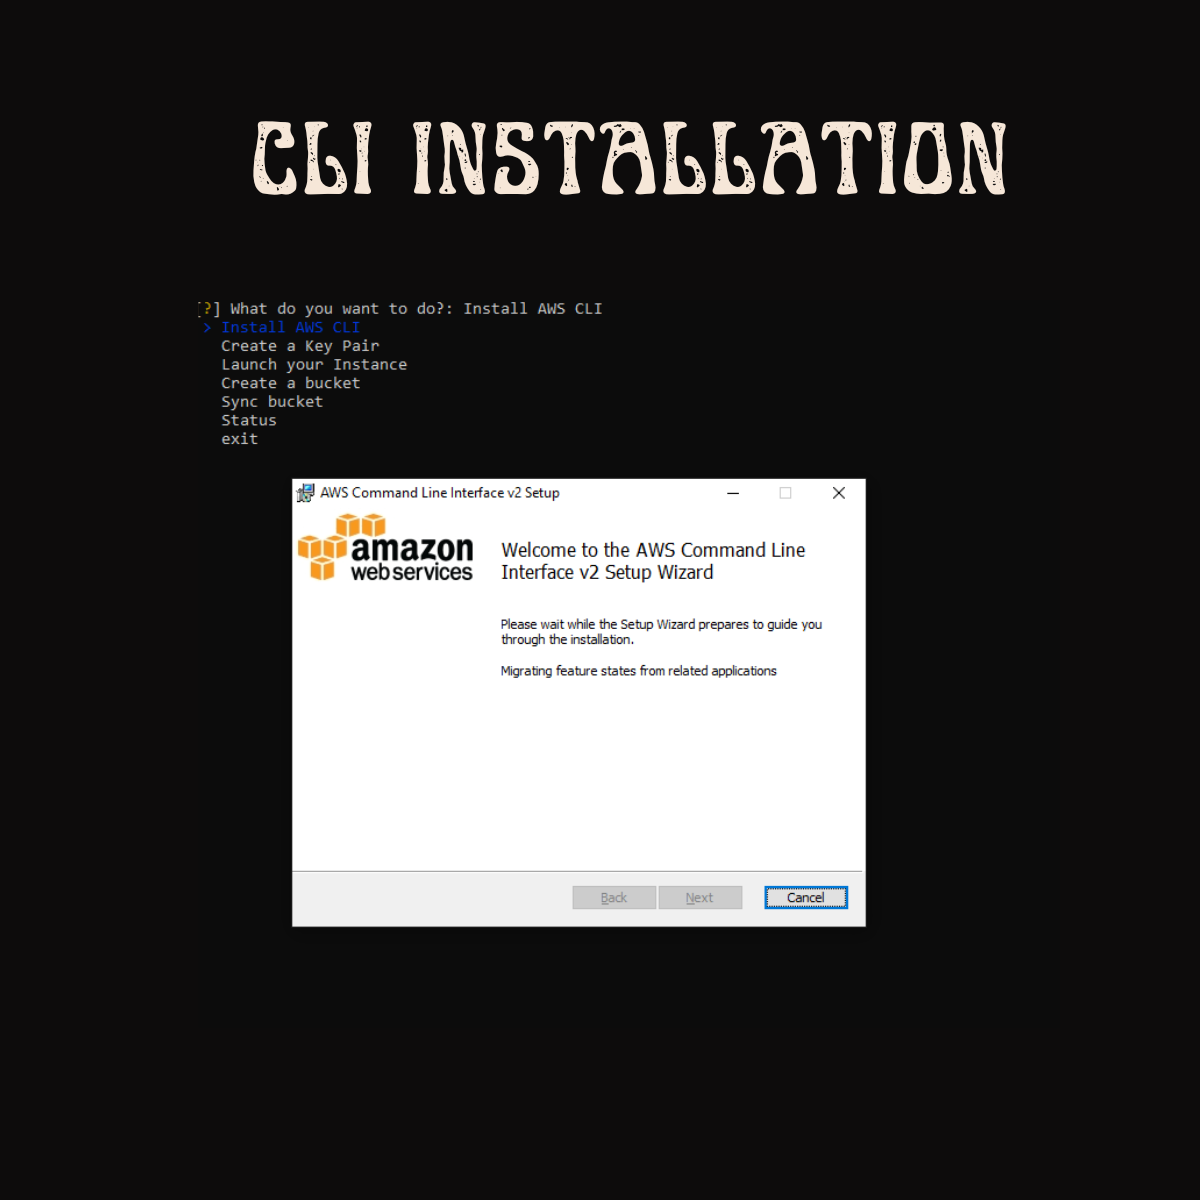 CLI INSTALLATION
[?] What do you want to do?: Install AWS CLI
> Install AWS CLI
Create a Key Pair
Launch your Instance
Create a bucket
Sync bucket
Status
exit
AWS Command Line Interface v2 Setup
amazon
web services
Welcome to the AWS Command Line
Interface v2 Setup Wizard
Please wait while the Setup Wizard prepares to guide you
through the installation.
Migrating feature states from related applications
Back Next Cancel